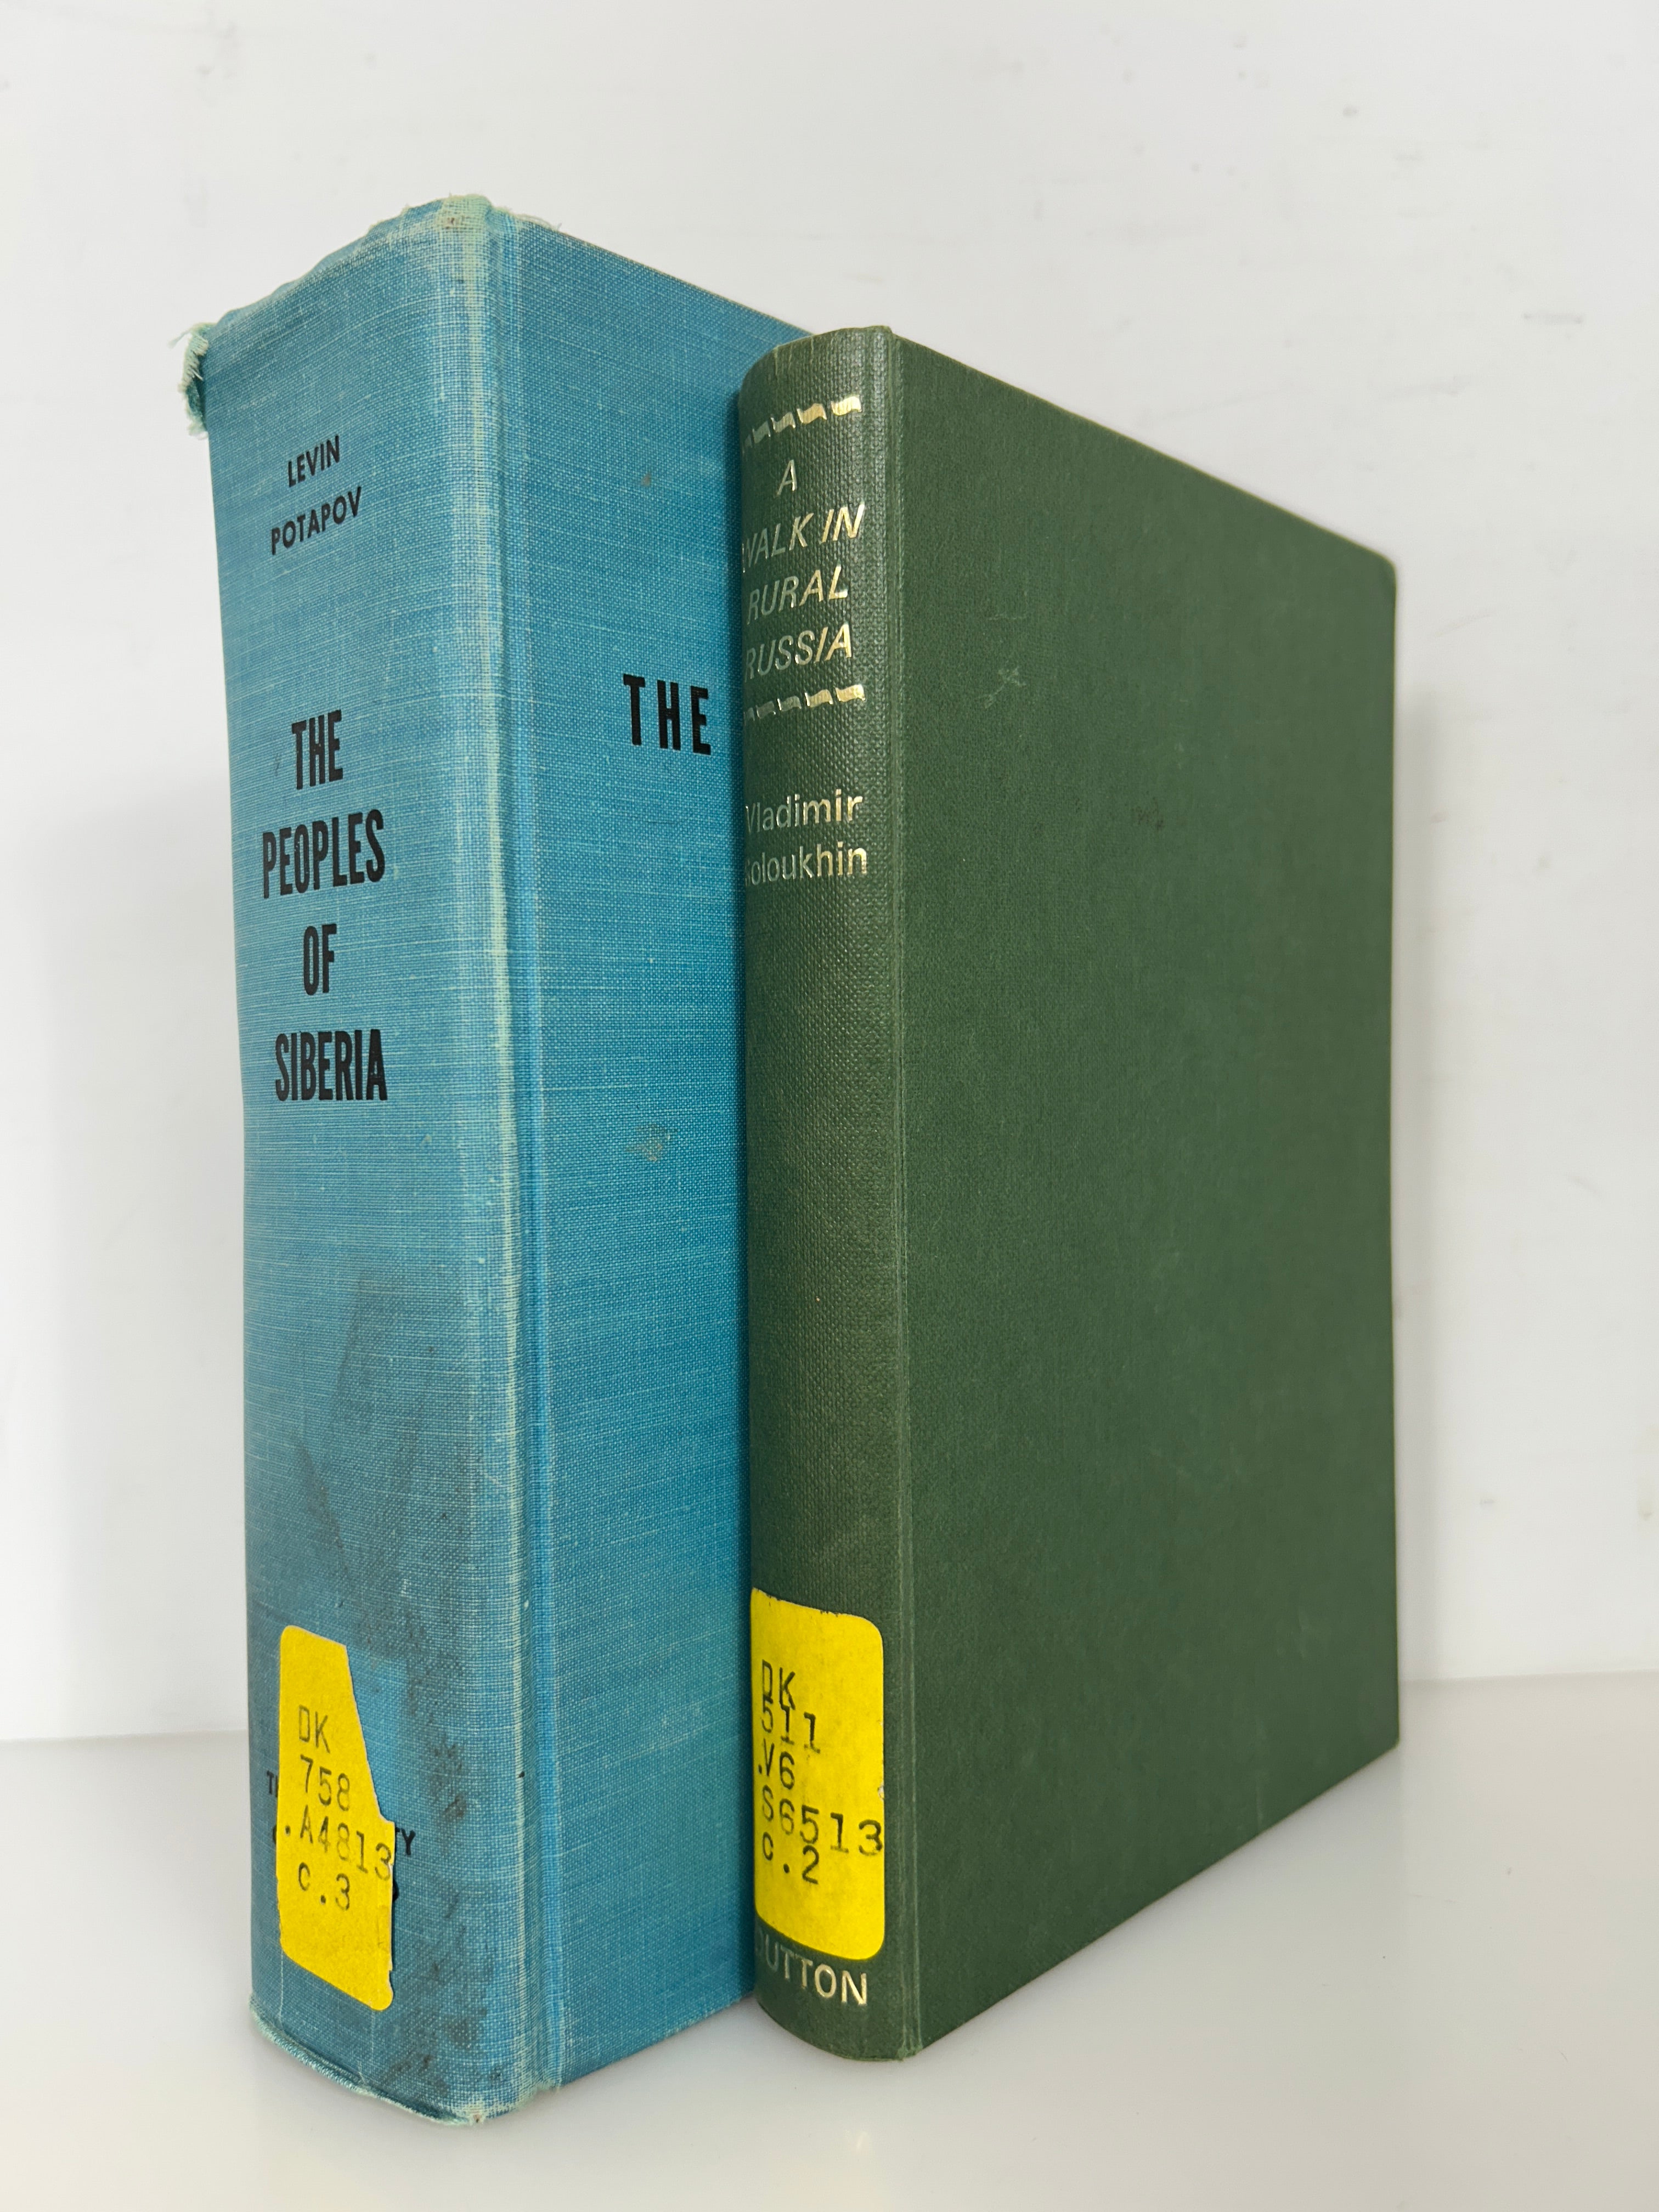 LEVIN
POTAPOV
THE
PEOPLES
OF
SIBERIA
DK
758
.A4813
c.3
THE
A
WALK IN
RURAL
RUSSIA
Vladimir
Soloukhin
DK
511
.V6
S6513
c.2
DUTTON